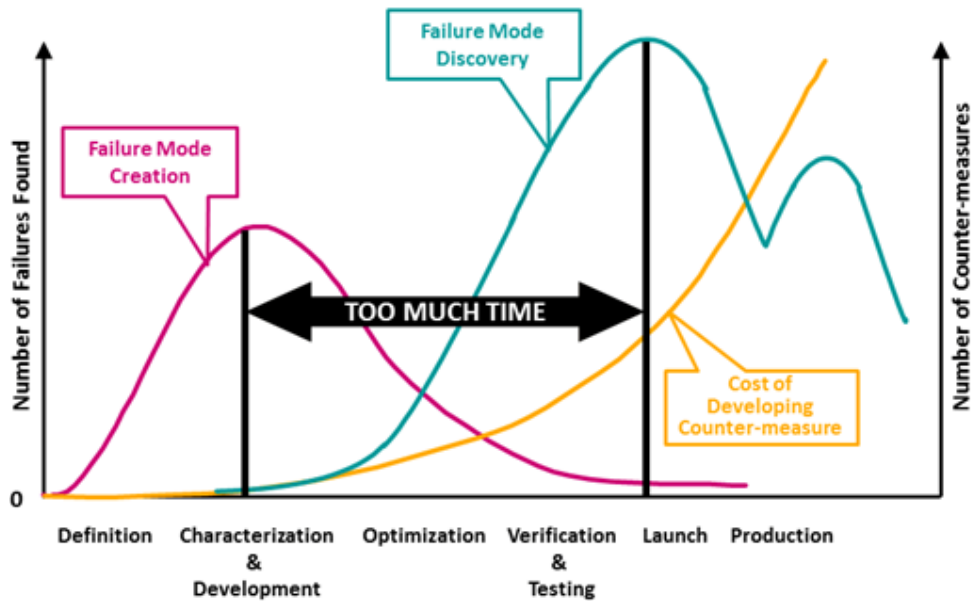 Failure Mode
Discovery
Failure Mode
Creation
Number of Failures Found
Number of Counter-measures
TOO MUCH TIME
Cost of
Developing
Counter-measure
0
Definition
Characterization
&
Development
Optimization
Verification
&
Testing
Launch
Production